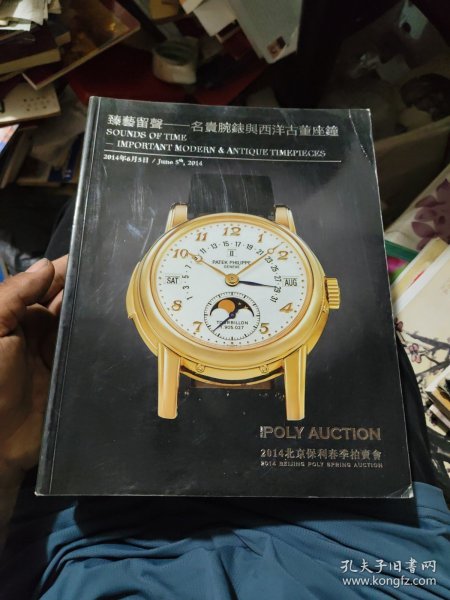 臻藝留聲——名貴腕錶與西洋古董座鐘
SOUNDS OF TIME
— IMPORTANT MODERN & ANTIQUE TIMEPIECES
2014年6月5日 / June 5th, 2014
PATEK PHILIPPE
GENEVE
SAT
AUG
TOURBILLON
POLY AUCTION
2014北京保利春季拍賣會
2014 BEIJING POLY SPRING AUCTION
孔夫子旧书网
www.kongfz.com